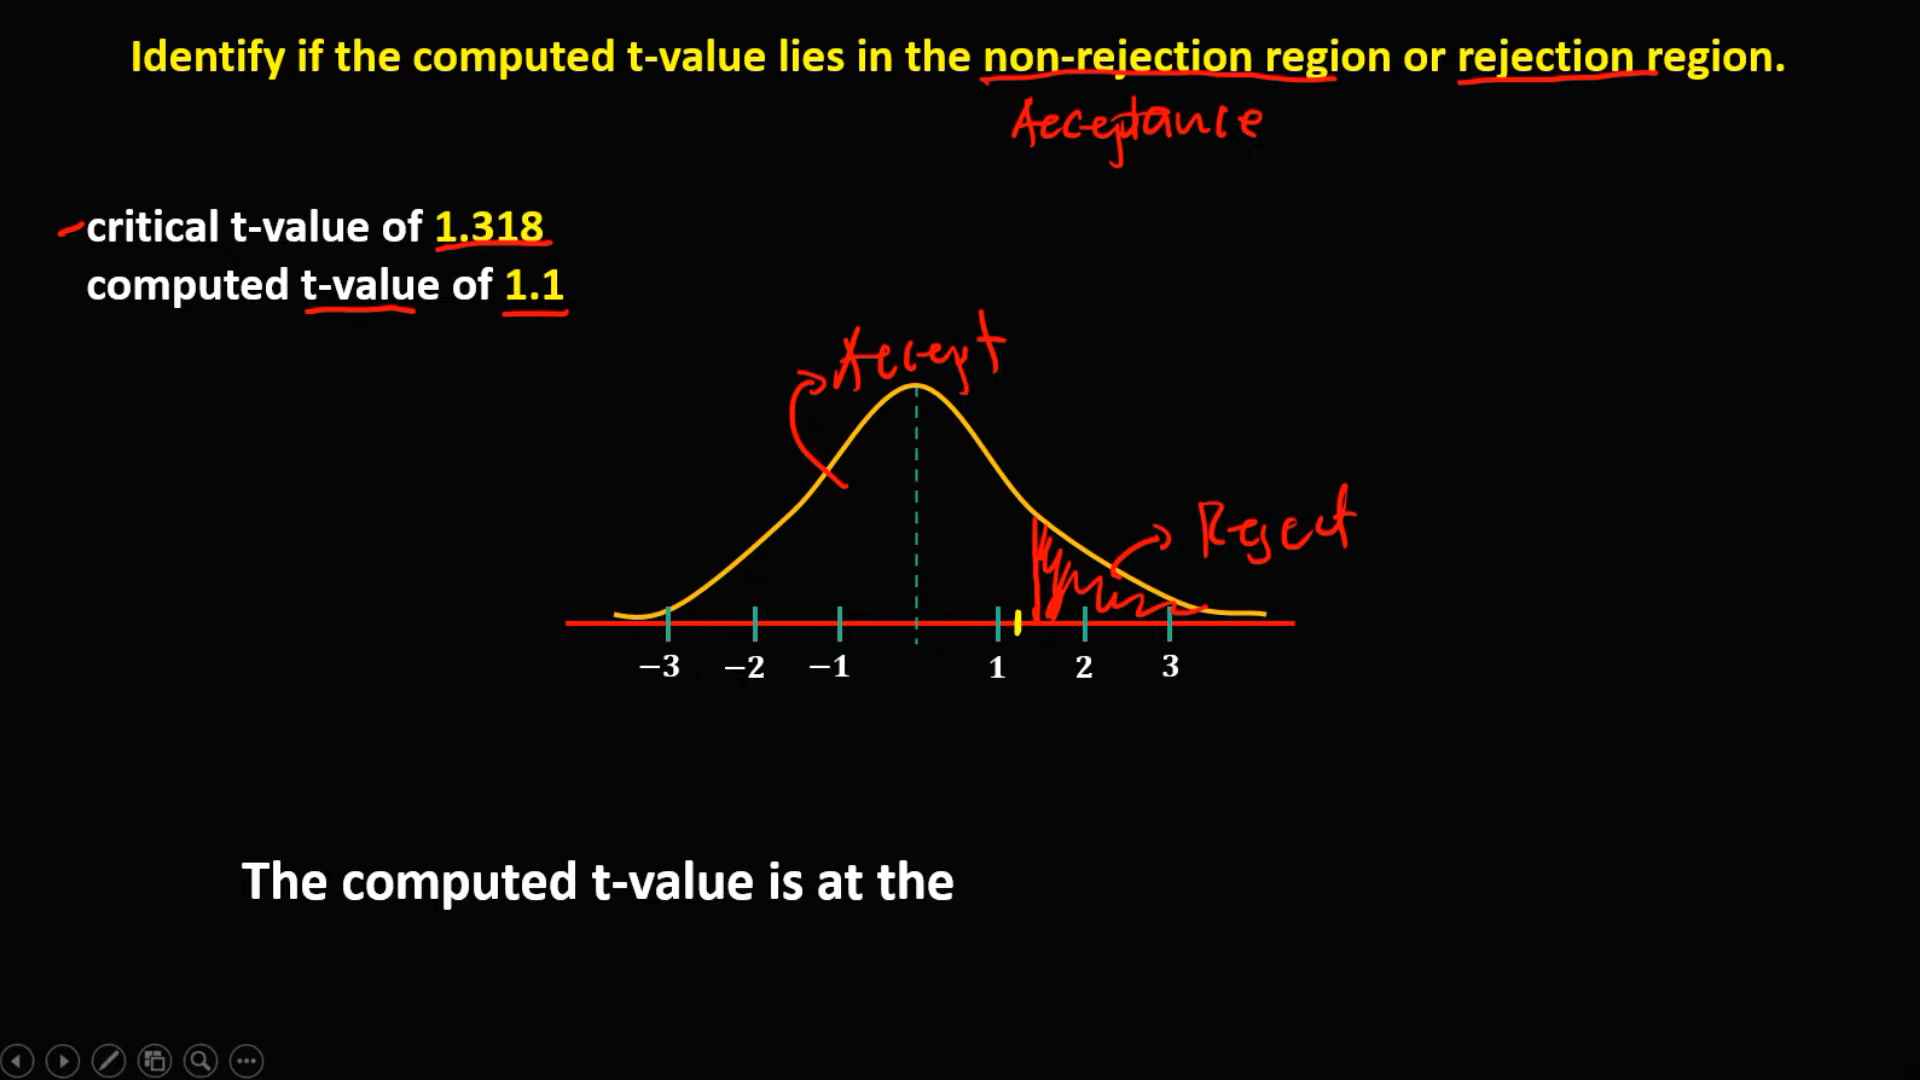 Identify if the computed t-value lies in the non-rejection region or rejection region.
Acceptance
critical t-value of 1.318
computed t-value of 1.1
Accept
Reject
−3 −2 −1 1 2 3
The computed t-value is at the